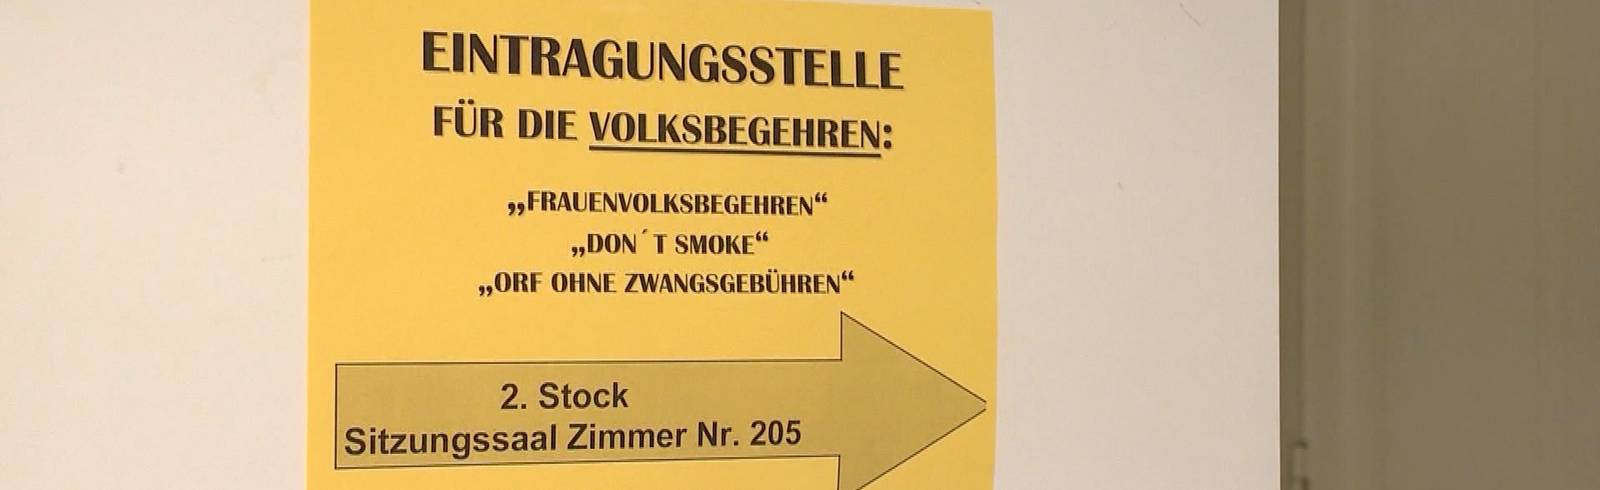 EINTRAGUNGSSTELLE
FÜR DIE VOLKSBEGEHREN:
„FRAUENVOLKSBEGEHREN“
„DON´T SMOKE“
„ORF OHNE ZWANGSGEBÜHREN“
2. Stock
Sitzungssaal Zimmer Nr. 205